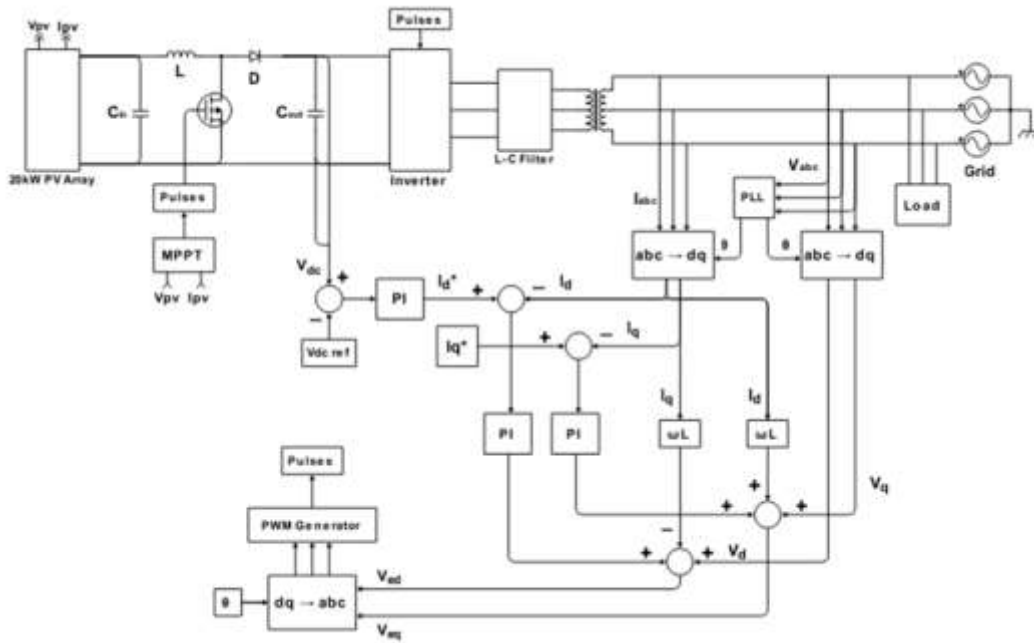 Vpv Ipv
Pulses
L
D
Cin
Cout
20kW PV Array
Inverter
L-C Filter
Grid
Pulses
MPPT
Vpv Ipv
Vabc
Iabc
PLL
Load
θ
θ
abc → dq
abc → dq
Vdc
+
−
Vdc ref
PI
Id*
+
−
Id
Iq*
+
−
Iq
Iq
Id
PI
PI
ωL
ωL
Pulses
PWM Generator
+
+
+
Vq
−
+
+
Vd
θ
dq → abc
Ved
Veq